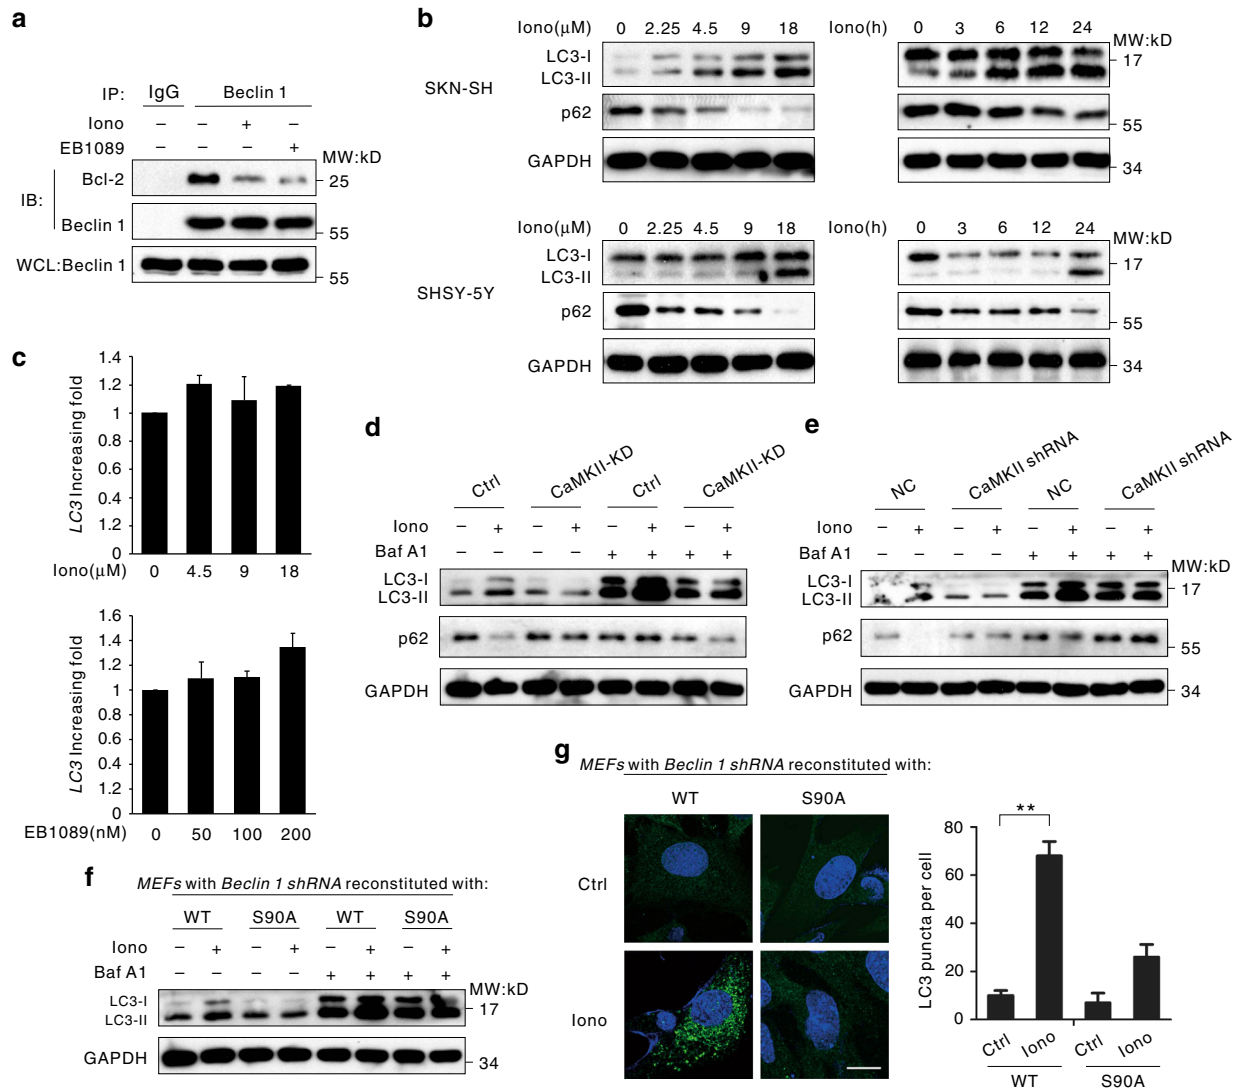 a
IP: IgG Beclin 1
Iono – – + –
EB1089 – – – +
MW:kD
IB:
Bcl-2 25
Beclin 1 55
WCL:Beclin 1 55
b
Iono(μM) 0 2.25 4.5 9 18 Iono(h) 0 3 6 12 24
MW:kD
SKN-SH
LC3-I
LC3-II
17
p62 55
GAPDH 34
Iono(μM) 0 2.25 4.5 9 18 Iono(h) 0 3 6 12 24
MW:kD
SHSY-5Y
LC3-I
LC3-II
17
p62 55
GAPDH 34
c
LC3 Increasing fold
1.4
1.2
1
1.2
0.6
0.4
0.2
0
Iono(μM) 0 4.5 9 18
LC3 Increasing fold
1.6
1.4
1.2
1
1.2
0.6
0.4
1.2
0
EB1089(nM) 0 50 100 200
d
Ctrl CaMKII-KD Ctrl CaMKII-KD
Iono – + – + – + – +
Baf A1 – – – – + + + +
LC3-I
LC3-II
p62
GAPDH
e
NC CaMKII shRNA NC CaMKII shRNA
Iono – + – + – + – +
Baf A1 – – – – + + + +
MW:kD
LC3-I
LC3-II
17
p62 55
GAPDH 34
f
MEFs with Beclin 1 shRNA reconstituted with:
WT S90A WT S90A
Iono – + – + – + – +
Baf A1 – – – – + + + +
MW:kD
LC3-I
LC3-II
17
GAPDH 34
g
MEFs with Beclin 1 shRNA reconstituted with:
WT S90A
Ctrl
Iono
LC3 puncta per cell
**
80
60
40
20
0
Ctrl Iono Ctrl Iono
WT S90A